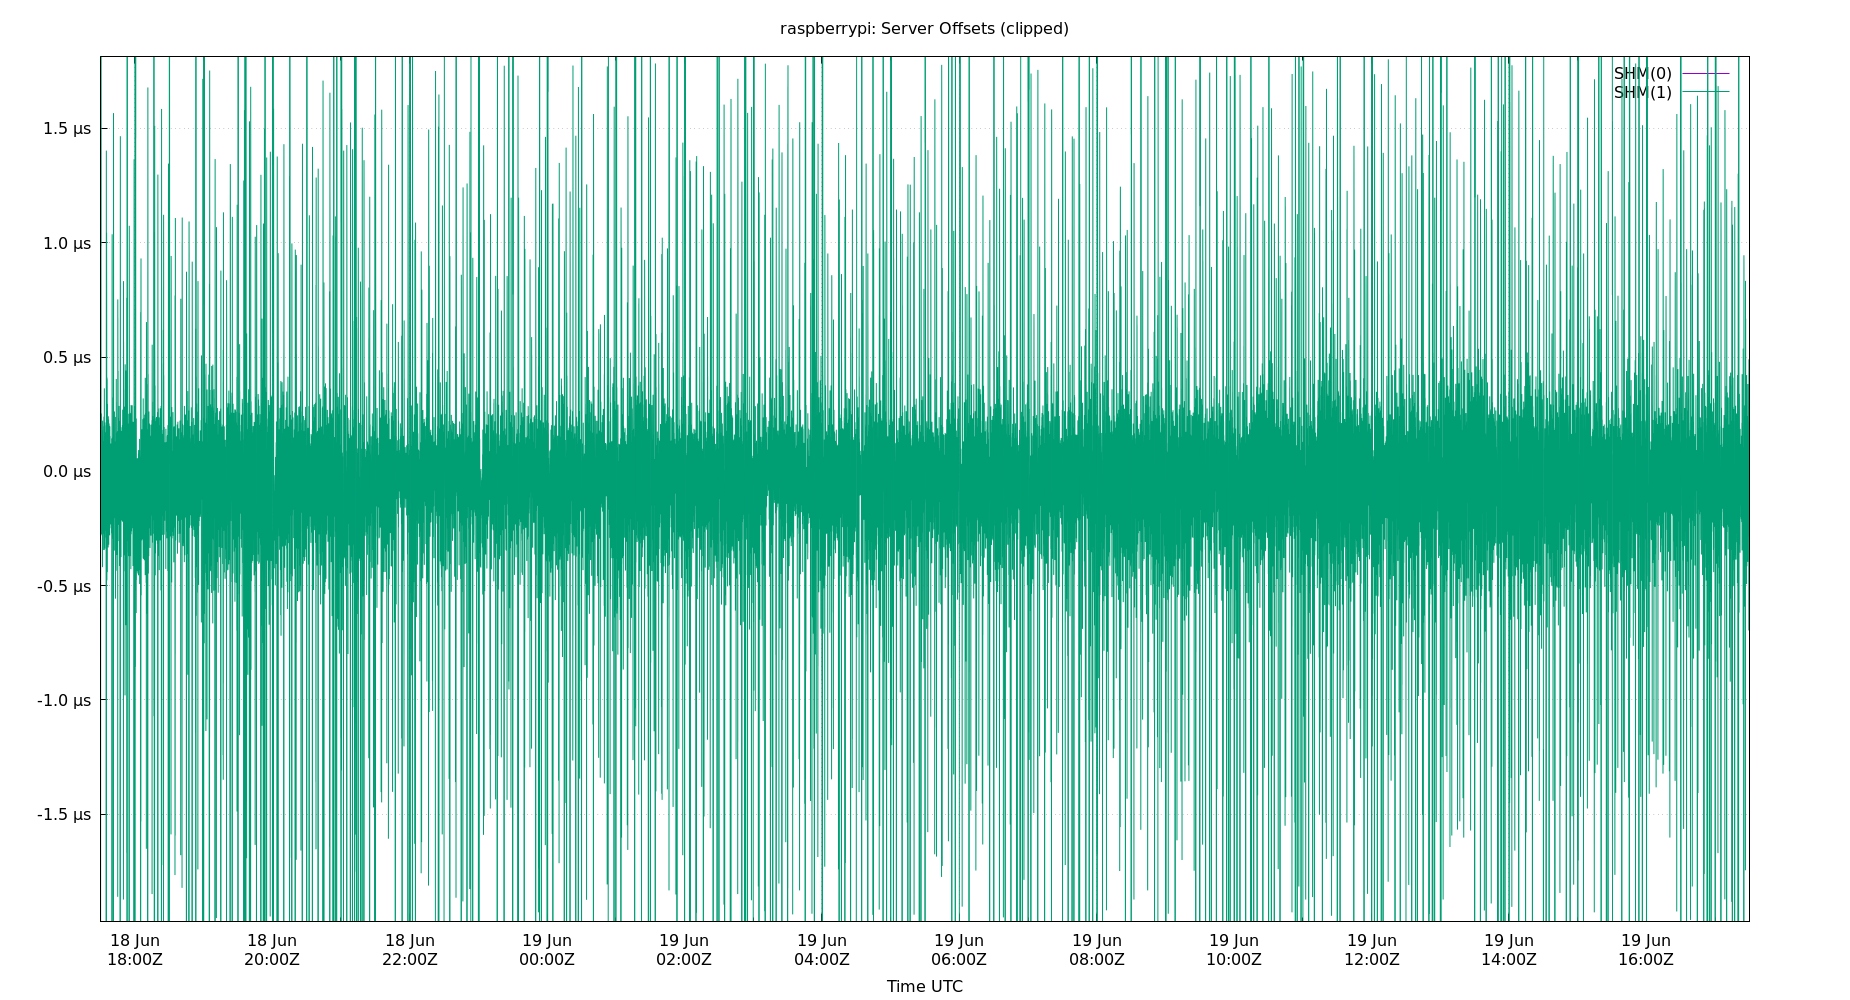 raspberrypi: Server Offsets (clipped)
SHM(0)
SHM(1)
1.5 µs
1.0 µs
0.5 µs
0.0 µs
-0.5 µs
-1.0 µs
-1.5 µs
18 Jun 18 Jun 18 Jun 19 Jun 19 Jun 19 Jun 19 Jun 19 Jun 19 Jun 19 Jun 19 Jun 19 Jun
18:00Z 20:00Z 22:00Z 00:00Z 02:00Z 04:00Z 06:00Z 08:00Z 10:00Z 12:00Z 14:00Z 16:00Z
Time UTC